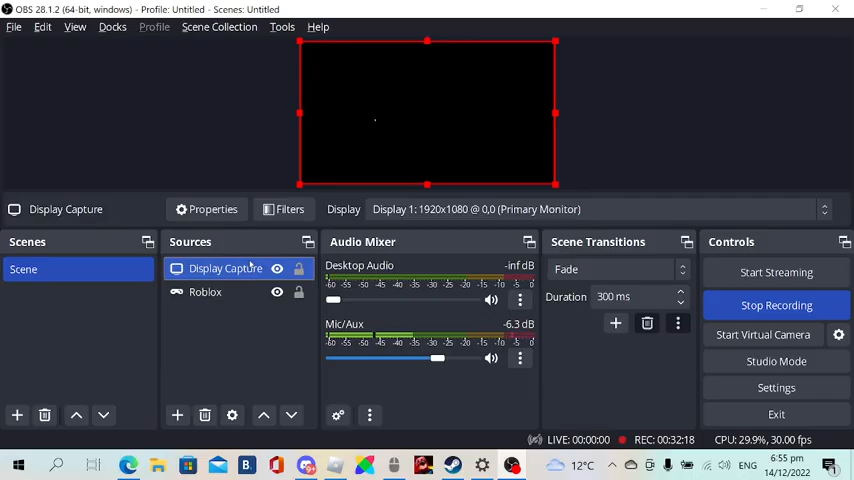 OBS 28.1.2 (64-bit, windows) - Profile: Untitled - Scenes: Untitled
File Edit View Docks Profile Scene Collection Tools Help
Display Capture Properties Filters Display Display 1: 1920x1080 @ 0,0 (Primary Monitor)
Scenes Sources Audio Mixer Scene Transitions Controls
Scene
Display Capture
Roblox
Desktop Audio -inf dB
-60 -55 -50 -45 -40 -35 -30 -25 -20 -15 -10 -5 0
Mic/Aux -6.3 dB
-60 -55 -50 -45 -40 -35 -30 -25 -20 -15 -10 -5 0
Fade
Duration 300 ms
Start Streaming
Stop Recording
Start Virtual Camera
Studio Mode
Settings
Exit
LIVE: 00:00:00 REC: 00:32:18 CPU: 29.9%, 30.00 fps
B.
12°C ENG 6:55 pm
14/12/2022